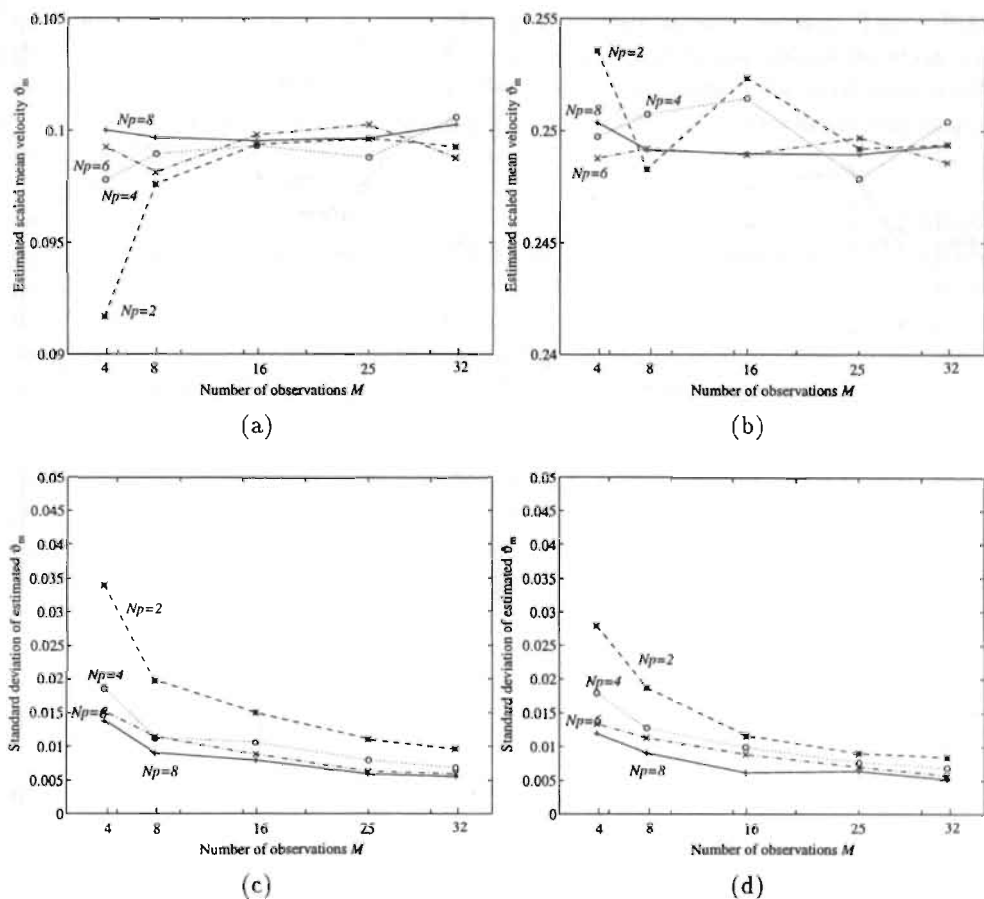 0.105
0.1
0.095
0.09
Estimated scaled mean velocity v̂m
Np=8
Np=6
Np=4
Np=2
4 8 16 25 32
Number of observations M
(a)
0.255
0.25
0.245
0.24
Estimated scaled mean velocity v̂m
Np=2
Np=8
Np=4
Np=6
4 8 16 25 32
Number of observations M
(b)
0.05
0.045
0.04
0.035
0.03
0.025
0.02
0.015
0.01
0.005
0
Standard deviation of estimated v̂m
Np=2
Np=4
Np=6
Np=8
4 8 16 25 32
Number of observations M
(c)
0.05
0.045
0.04
0.035
0.03
0.025
0.02
0.015
0.01
0.005
0
Standard deviation of estimated v̂m
Np=2
Np=4
Np=6
Np=8
4 8 16 25 32
Number of observations M
(d)